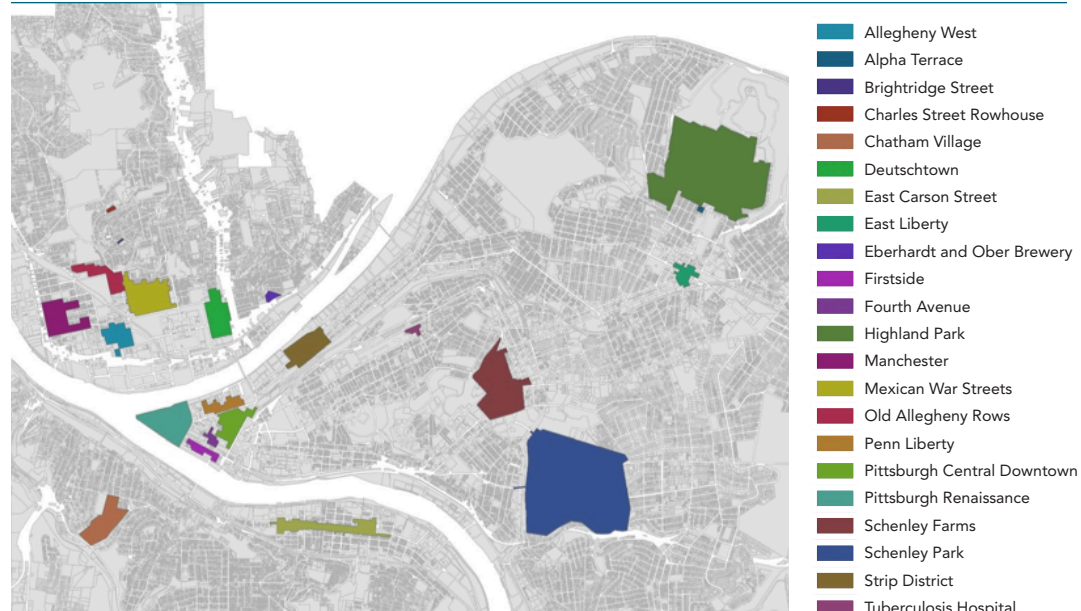 Allegheny West
Alpha Terrace
Brightridge Street
Charles Street Rowhouse
Chatham Village
Deutschtown
East Carson Street
East Liberty
Eberhardt and Ober Brewery
Firstside
Fourth Avenue
Highland Park
Manchester
Mexican War Streets
Old Allegheny Rows
Penn Liberty
Pittsburgh Central Downtown
Pittsburgh Renaissance
Schenley Farms
Schenley Park
Strip District
Tuberculosis Hospital